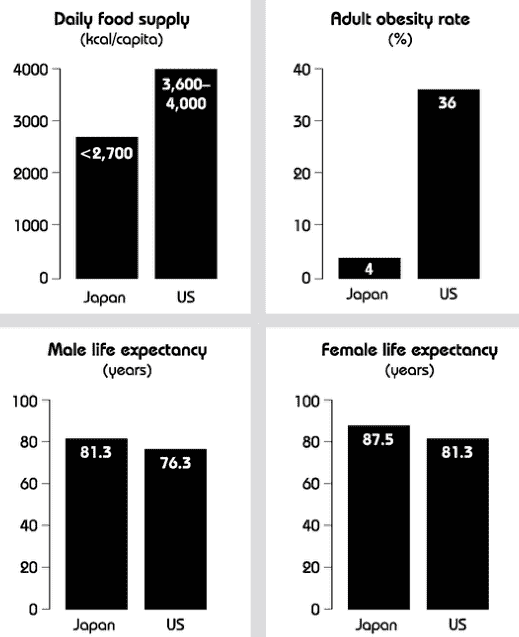 Daily food supply
(kcal/capita)
4000
3000
2000
1000
0
<2,700
3,600–
4,000
Japan
US
Adult obesity rate
(%)
40
30
20
10
0
4
36
Japan
US
Male life expectancy
(years)
100
80
60
40
20
0
81.3
76.3
Japan
US
Female life expectancy
(years)
100
80
60
40
20
0
87.5
81.3
Japan
US